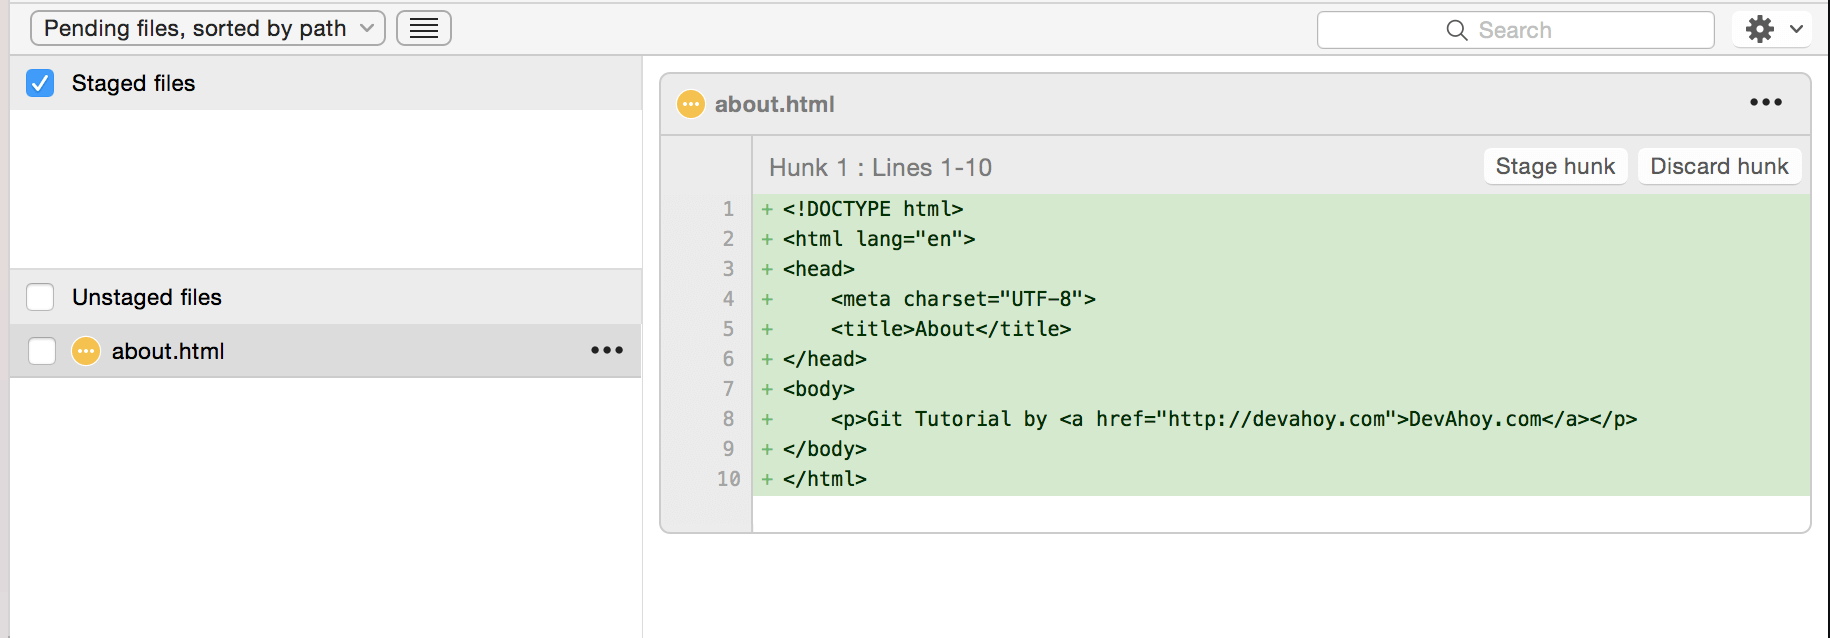 Pending files, sorted by path
Search
Staged files
Unstaged files
about.html
about.html
Hunk 1 : Lines 1-10
Stage hunk
Discard hunk
1 + <!DOCTYPE html>
2 + <html lang="en">
3 + <head>
4 +     <meta charset="UTF-8">
5 +     <title>About</title>
6 + </head>
7 + <body>
8 +     <p>Git Tutorial by <a href="http://devahoy.com">DevAhoy.com</a></p>
9 + </body>
10 + </html>